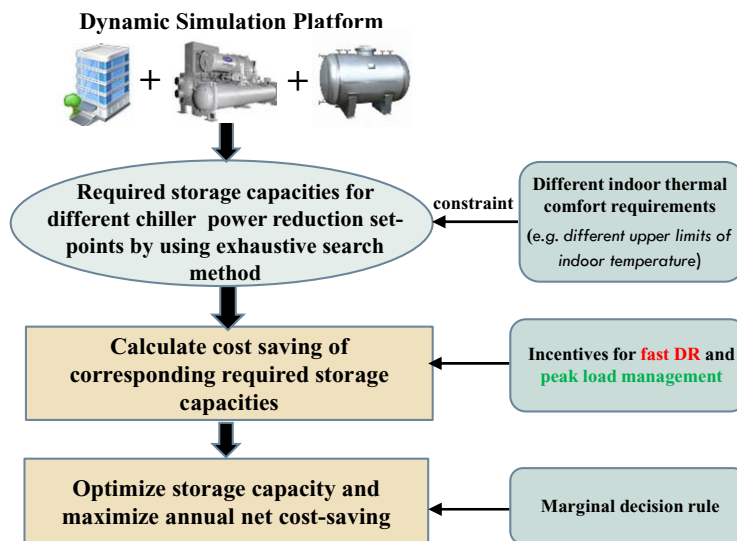 Dynamic Simulation Platform
+ +
Required storage capacities for
different chiller power reduction set-
points by using exhaustive search
method
constraint
Different indoor thermal
comfort requirements
(e.g. different upper limits of
indoor temperature)
Calculate cost saving of
corresponding required storage
capacities
Incentives for fast DR and
peak load management
Optimize storage capacity and
maximize annual net cost-saving
Marginal decision rule